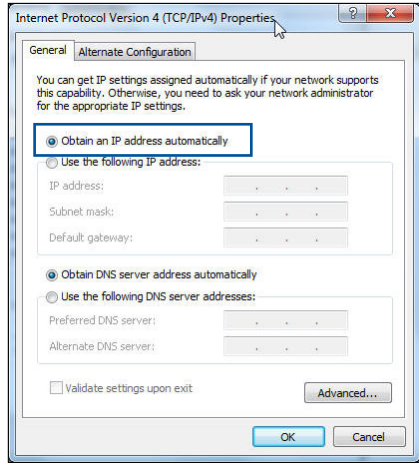 Internet Protocol Version 4 (TCP/IPv4) Properties
General
Alternate Configuration
You can get IP settings assigned automatically if your network supports
this capability. Otherwise, you need to ask your network administrator
for the appropriate IP settings.
Obtain an IP address automatically
Use the following IP address:
IP address:
Subnet mask:
Default gateway:
Obtain DNS server address automatically
Use the following DNS server addresses:
Preferred DNS server:
Alternate DNS server:
Validate settings upon exit
Advanced...
OK
Cancel